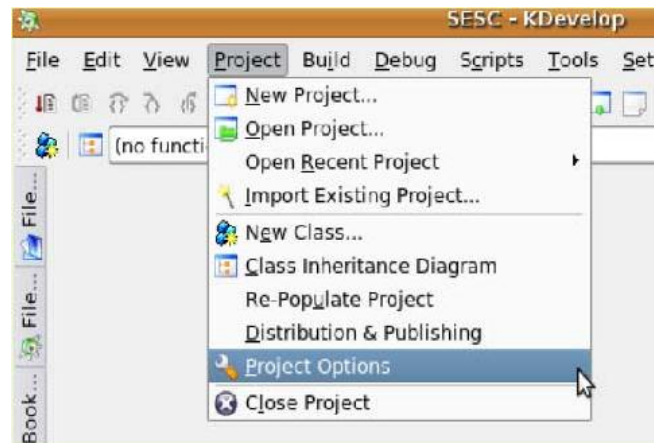 SESC - KDevelop
File Edit View Project Build Debug Scripts Tools Set
New Project...
Open Project...
(no functi
Open Recent Project
Import Existing Project...
File...
New Class...
Class Inheritance Diagram
Re-Populate Project
File...
Distribution & Publishing
Project Options
Close Project
Book...